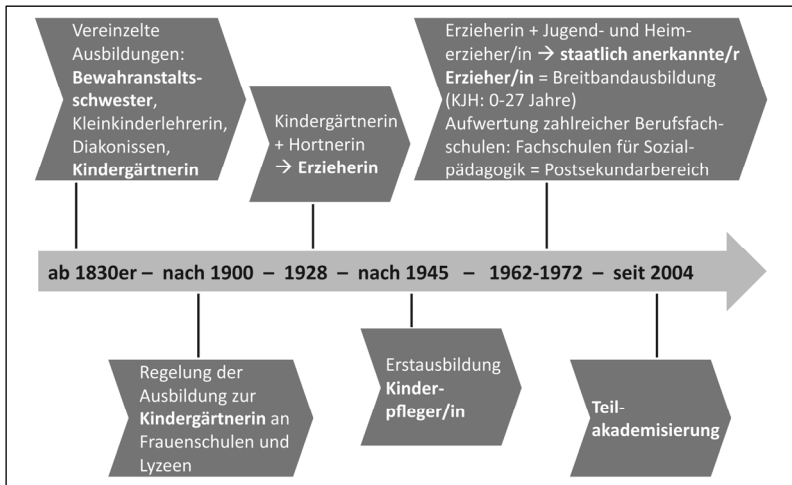 Vereinzelte
Ausbildungen:
Bewahranstalts-
schwester,
Kleinkinderlehrerin,
Diakonissen,
Kindergärtnerin
Kindergärtnerin
+ Hortnerin
→ Erzieherin
Erzieherin + Jugend- und Heim-
erzieher/in → staatlich anerkannte/r
Erzieher/in = Breitbandausbildung
(KJH: 0-27 Jahre)
Aufwertung zahlreicher Berufsfach-
schulen: Fachschulen für Sozial-
pädagogik = Postsekundarbereich
ab 1830er – nach 1900 – 1928 – nach 1945 – 1962-1972 – seit 2004
Regelung der
Ausbildung zur
Kindergärtnerin an
Frauenschulen und
Lyzeen
Erstausbildung
Kinder-
pfleger/in
Teil-
akademisierung